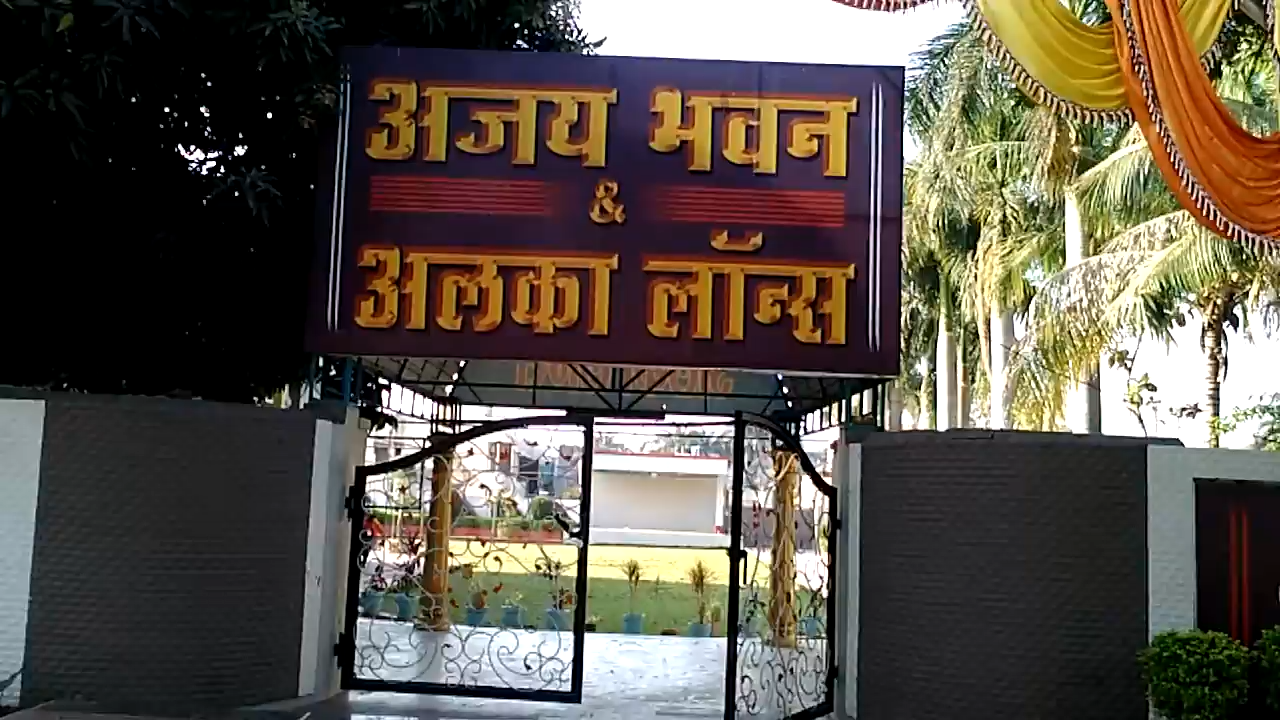 अजय भवन
&
अलका लॉन्स